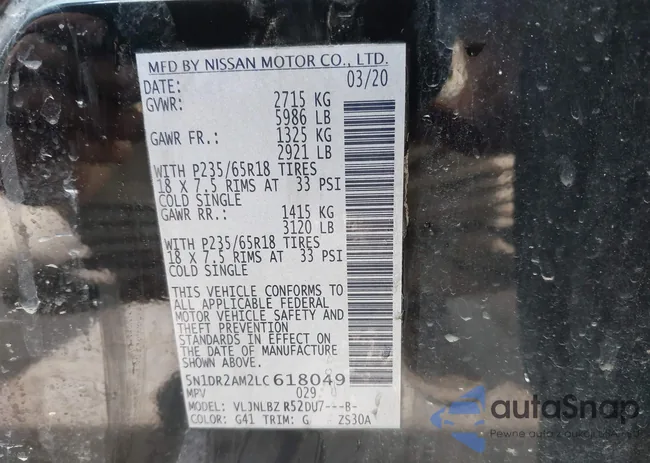 MFD BY NISSAN MOTOR CO., LTD.
DATE: 03/20
GVWR: 2715 KG
5986 LB
GAWR FR.: 1325 KG
2921 LB
WITH P235/65R18 TIRES
18 X 7.5 RIMS AT 33 PSI
COLD SINGLE
GAWR RR.: 1415 KG
3120 LB
WITH P235/65R18 TIRES
18 X 7.5 RIMS AT 33 PSI
COLD SINGLE
THIS VEHICLE CONFORMS TO
ALL APPLICABLE FEDERAL
MOTOR VEHICLE SAFETY AND
THEFT PREVENTION
STANDARDS IN EFFECT ON
THE DATE OF MANUFACTURE
SHOWN ABOVE.
5N1DR2AM2LC618049
MPV 029
MODEL: VLJNLBZ R52DU7---B-
COLOR: G41 TRIM: G ZS30A
autoSnap
Pewne auto z aukcji